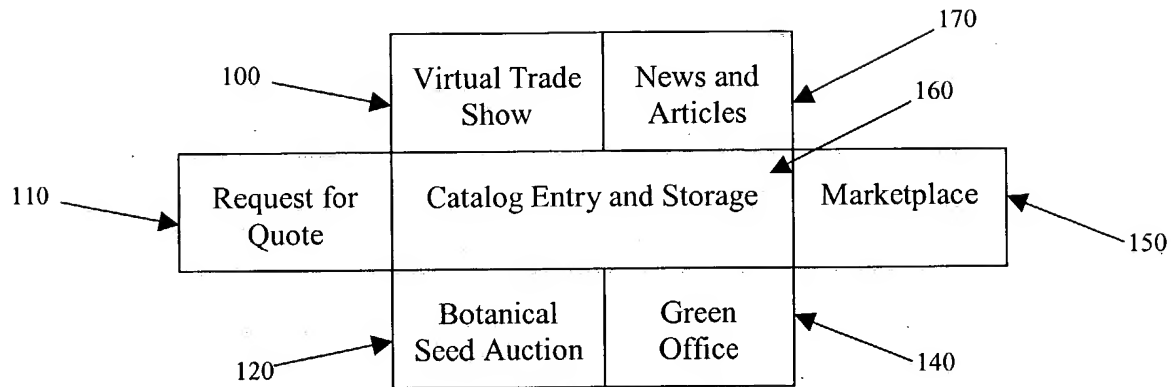 100
Virtual Trade
Show
News and
Articles
170
160
110
Request for
Quote
Catalog Entry and Storage
Marketplace
150
120
Botanical
Seed Auction
Green
Office
140